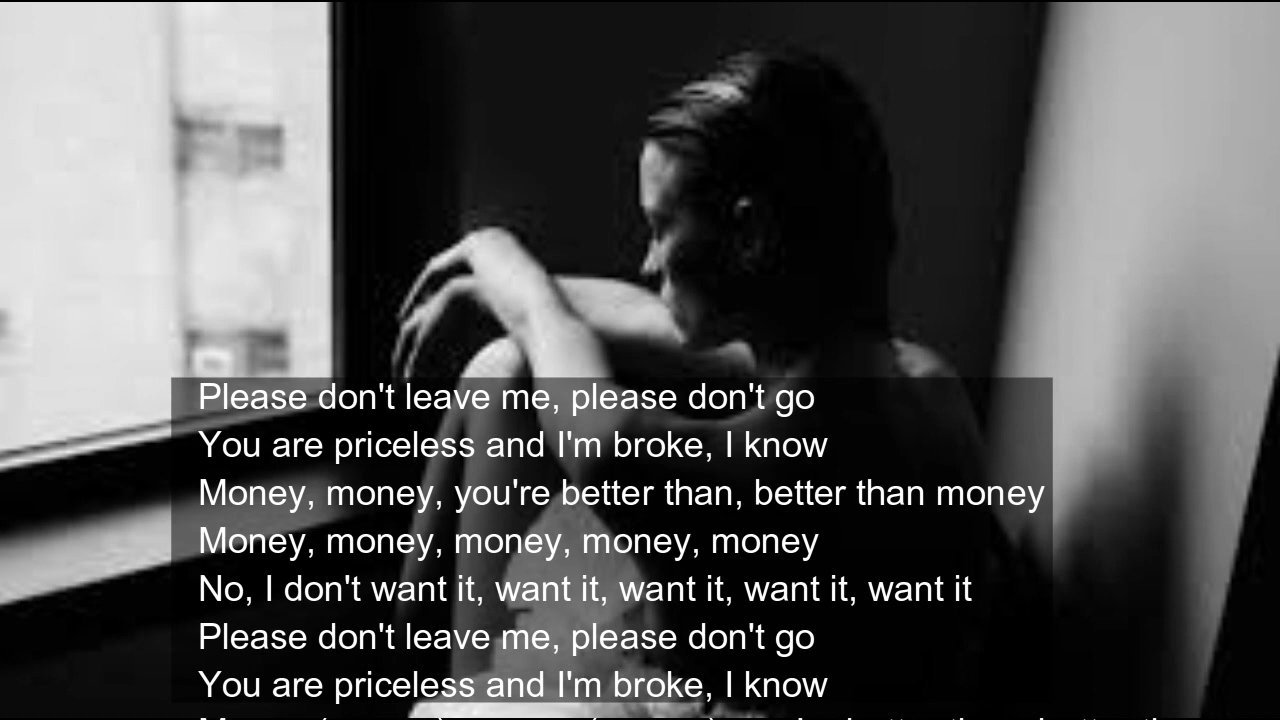 Please don't leave me, please don't go
You are priceless and I'm broke, I know
Money, money, you're better than, better than money
Money, money, money, money, money
No, I don't want it, want it, want it, want it, want it
Please don't leave me, please don't go
You are priceless and I'm broke, I know